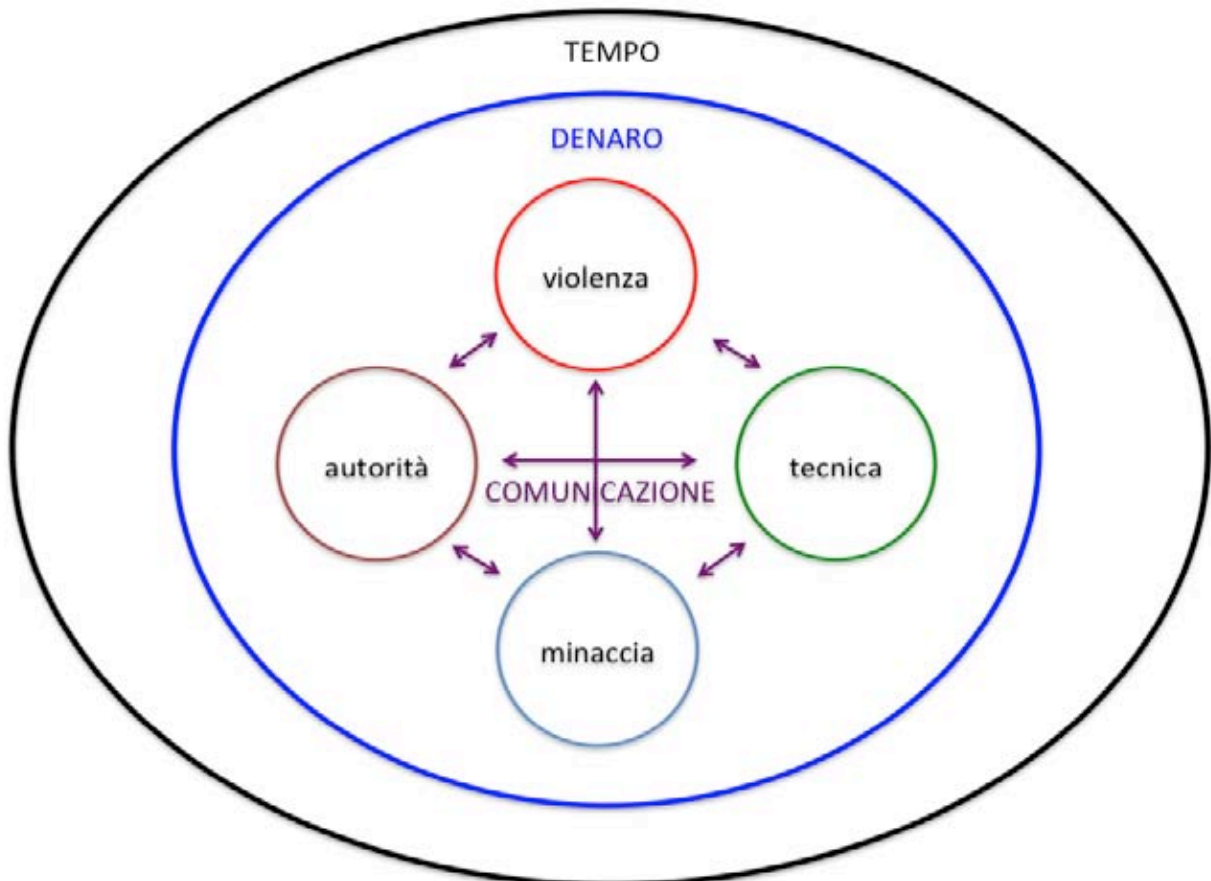 TEMPO
DENARO
violenza
autorità
tecnica
COMUNICAZIONE
minaccia